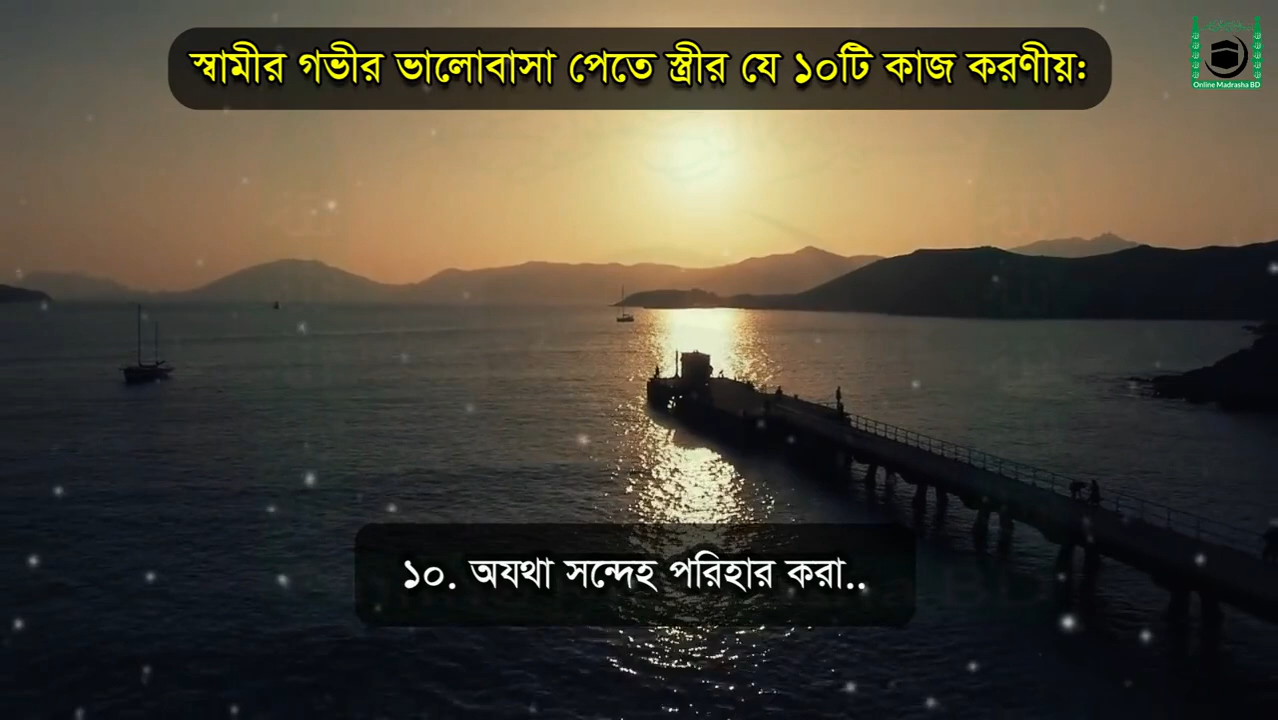 স্বামীর গভীর ভালোবাসা পেতে স্ত্রীর যে ১০টি কাজ করণীয়:
Online Madrasha BD
১০. অযথা সন্দেহ পরিহার করা..